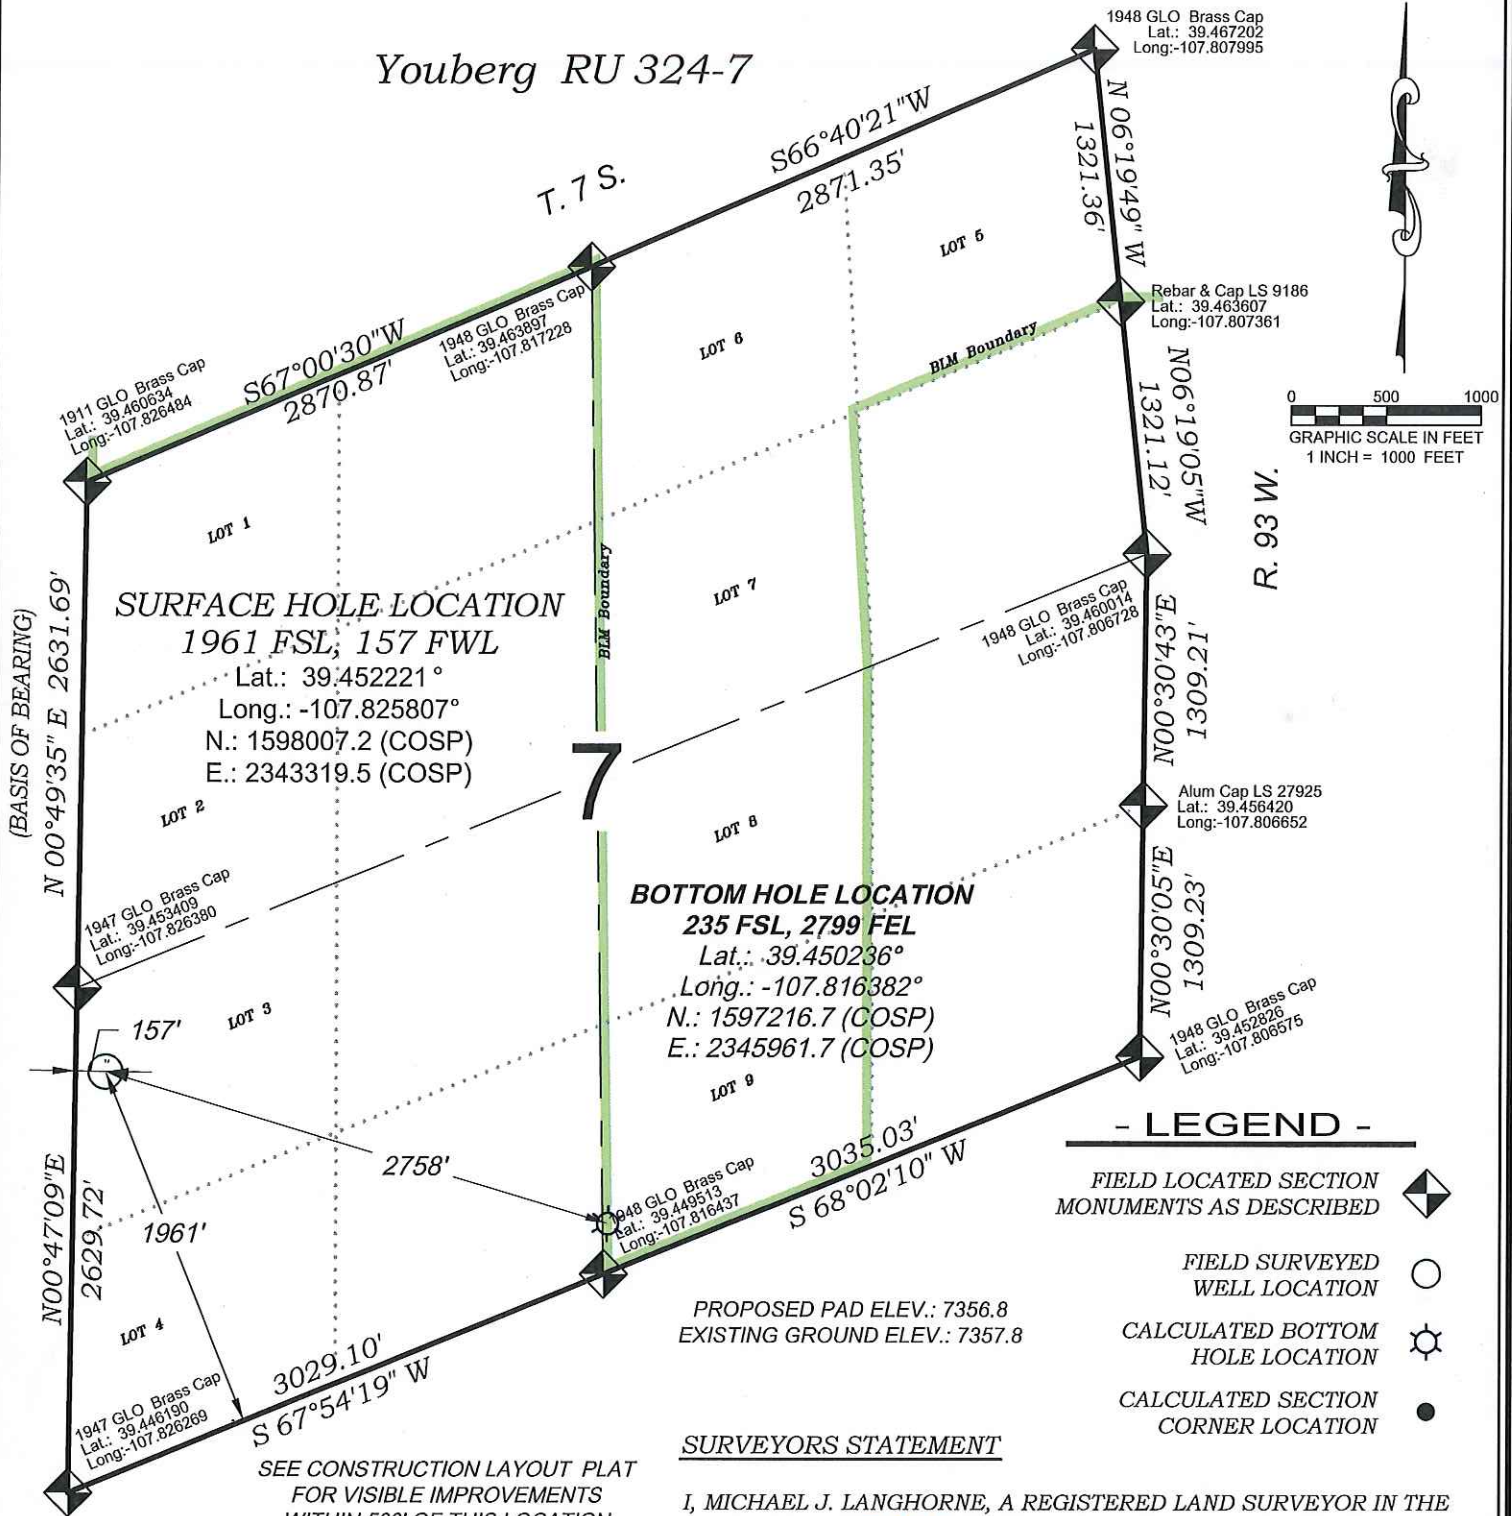 Youberg RU 324-7
1948 GLO Brass Cap
Lat.: 39.467202
Long:-107.807995
T. 7 S.
S66°40'21"W
2871.35'
N 06°19'49" W
1321.36'
LOT 5
Rebar & Cap LS 9186
Lat.: 39.463607
Long:-107.807361
1948 GLO Brass Cap
Lat.: 39.463897
Long:-107.817228
LOT 6
BLM Boundary
S67°00'30"W
2870.87'
1911 GLO Brass Cap
Lat.: 39.460634
Long:-107.826484
N06°19'05"W
1321.12'
0 500 1000
GRAPHIC SCALE IN FEET
1 INCH = 1000 FEET
R. 93 W.
LOT 1
BLM Boundary
LOT 7
SURFACE HOLE LOCATION
1961 FSL, 157 FWL
Lat.: 39.452221°
Long.: -107.825807°
N.: 1598007.2 (COSP)
E.: 2343319.5 (COSP)
(BASIS OF BEARING)
N 00°49'35" E 2631.69'
1948 GLO Brass Cap
Lat.: 39.460014
Long:-107.806728
N00°30'43"E
1309.21'
7
LOT 2
LOT 8
Alum Cap LS 27925
Lat.: 39.456420
Long:-107.806652
BOTTOM HOLE LOCATION
235 FSL, 2799 FEL
Lat.: 39.450236°
Long.: -107.816382°
N.: 1597216.7 (COSP)
E.: 2345961.7 (COSP)
1947 GLO Brass Cap
Lat.: 39.453409
Long:-107.826380
N00°30'05"E
1309.23'
LOT 3
157'
1948 GLO Brass Cap
Lat.: 39.452826
Long:-107.806575
LOT 9
- LEGEND -
2758'
3035.03'
S 68°02'10" W
1948 GLO Brass Cap
Lat.: 39.449513
Long:-107.816437
N00°47'09"E
2629.72'
1961'
FIELD LOCATED SECTION
MONUMENTS AS DESCRIBED
FIELD SURVEYED
WELL LOCATION
PROPOSED PAD ELEV.: 7356.8
EXISTING GROUND ELEV.: 7357.8
CALCULATED BOTTOM
HOLE LOCATION
LOT 4
3029.10'
S 67°54'19" W
1947 GLO Brass Cap
Lat.: 39.446190
Long:-107.826269
CALCULATED SECTION
CORNER LOCATION
SURVEYORS STATEMENT
SEE CONSTRUCTION LAYOUT PLAT
FOR VISIBLE IMPROVEMENTS
WITHIN 500' OF THIS LOCATION
I, MICHAEL J. LANGHORNE, A REGISTERED LAND SURVEYOR IN THE